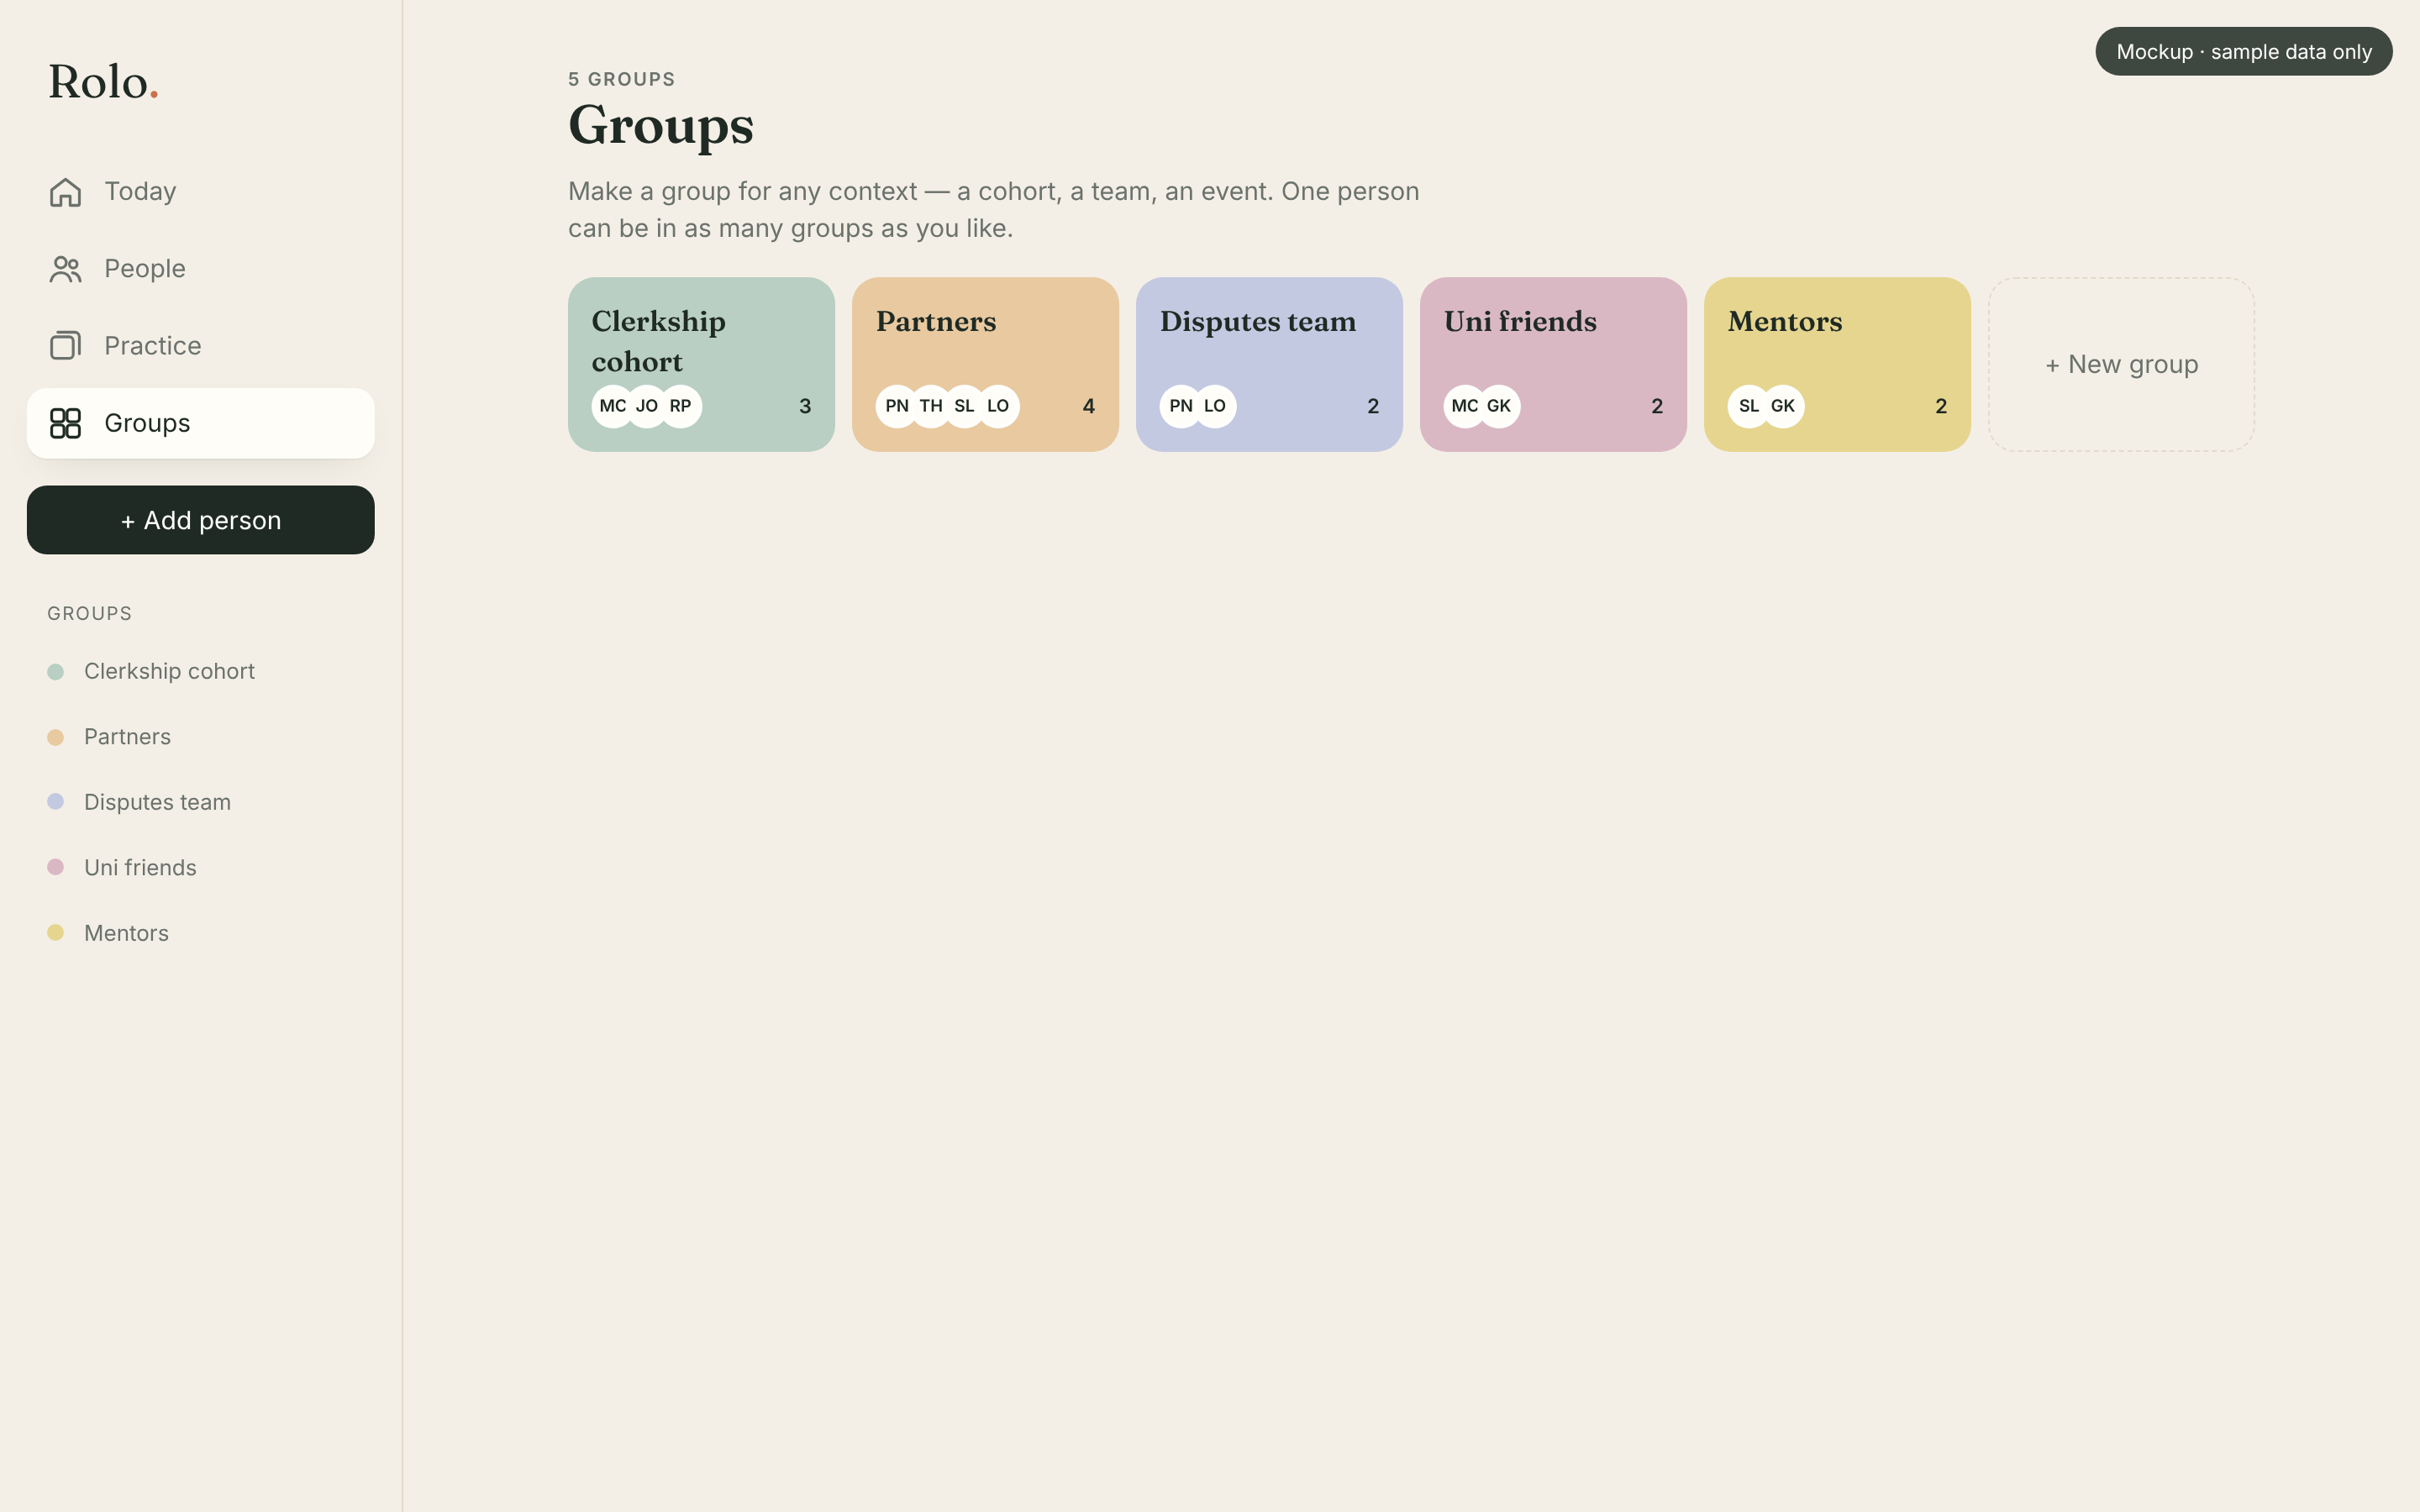 Rolo.
Today
People
Practice
Groups
+ Add person
GROUPS
Clerkship cohort
Partners
Disputes team
Uni friends
Mentors
Mockup · sample data only
5 GROUPS
Groups
Make a group for any context — a cohort, a team, an event. One person
can be in as many groups as you like.
Clerkship
cohort
MC JO RP 3
Partners
PN TH SL LO 4
Disputes team
PN LO 2
Uni friends
MC GK 2
Mentors
SL GK 2
+ New group